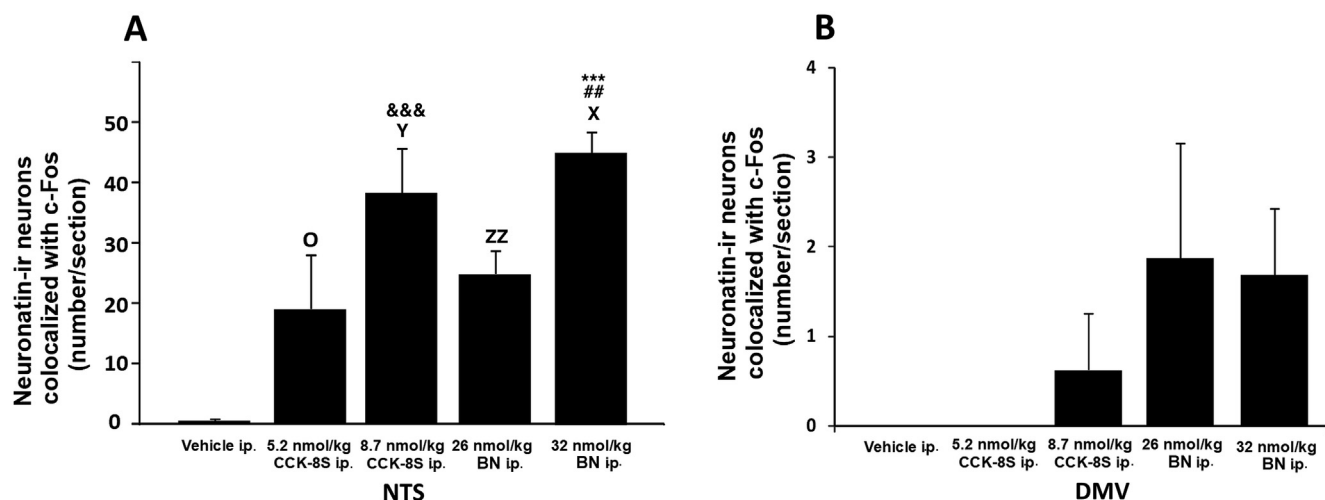 A
Neuronatin-ir neurons
colocalized with c-Fos
(number/section)
50
40
30
20
10
0
O
&&&
Y
ZZ
***
##
X
Vehicle ip.
5.2 nmol/kg
CCK-8S ip.
8.7 nmol/kg
CCK-8S ip.
26 nmol/kg
BN ip.
32 nmol/kg
BN ip.
NTS
B
Neuronatin-ir neurons
colocalized with c-Fos
(number/section)
4
3
2
1
0
Vehicle ip.
5.2 nmol/kg
CCK-8S ip.
8.7 nmol/kg
CCK-8S ip.
26 nmol/kg
BN ip.
32 nmol/kg
BN ip.
DMV